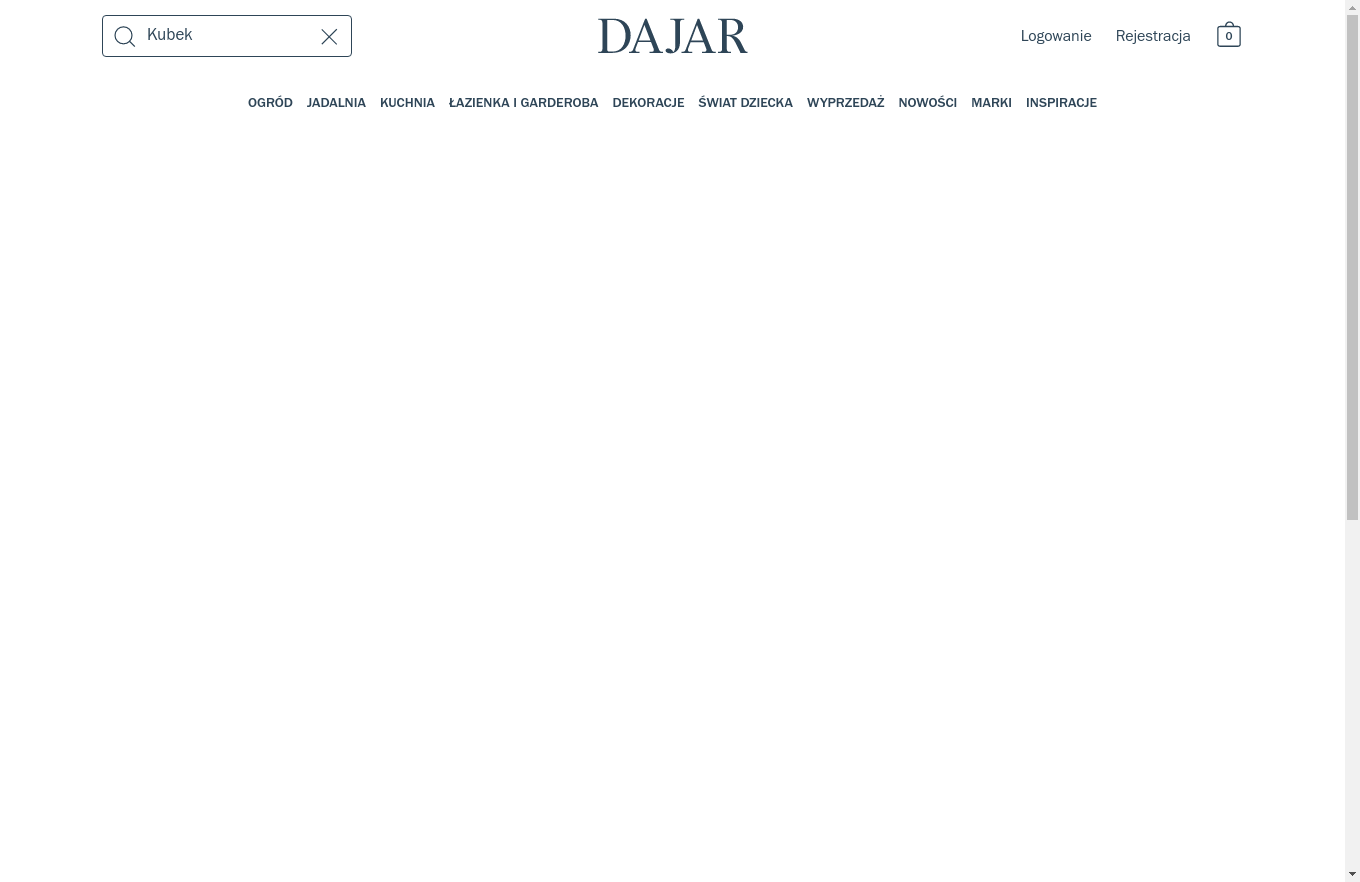 Kubek
DAJAR
Logowanie Rejestracja 0
OGRÓD JADALNIA KUCHNIA ŁAZIENKA I GARDEROBA DEKORACJE ŚWIAT DZIECKA WYPRZEDAŻ NOWOŚCI MARKI INSPIRACJE